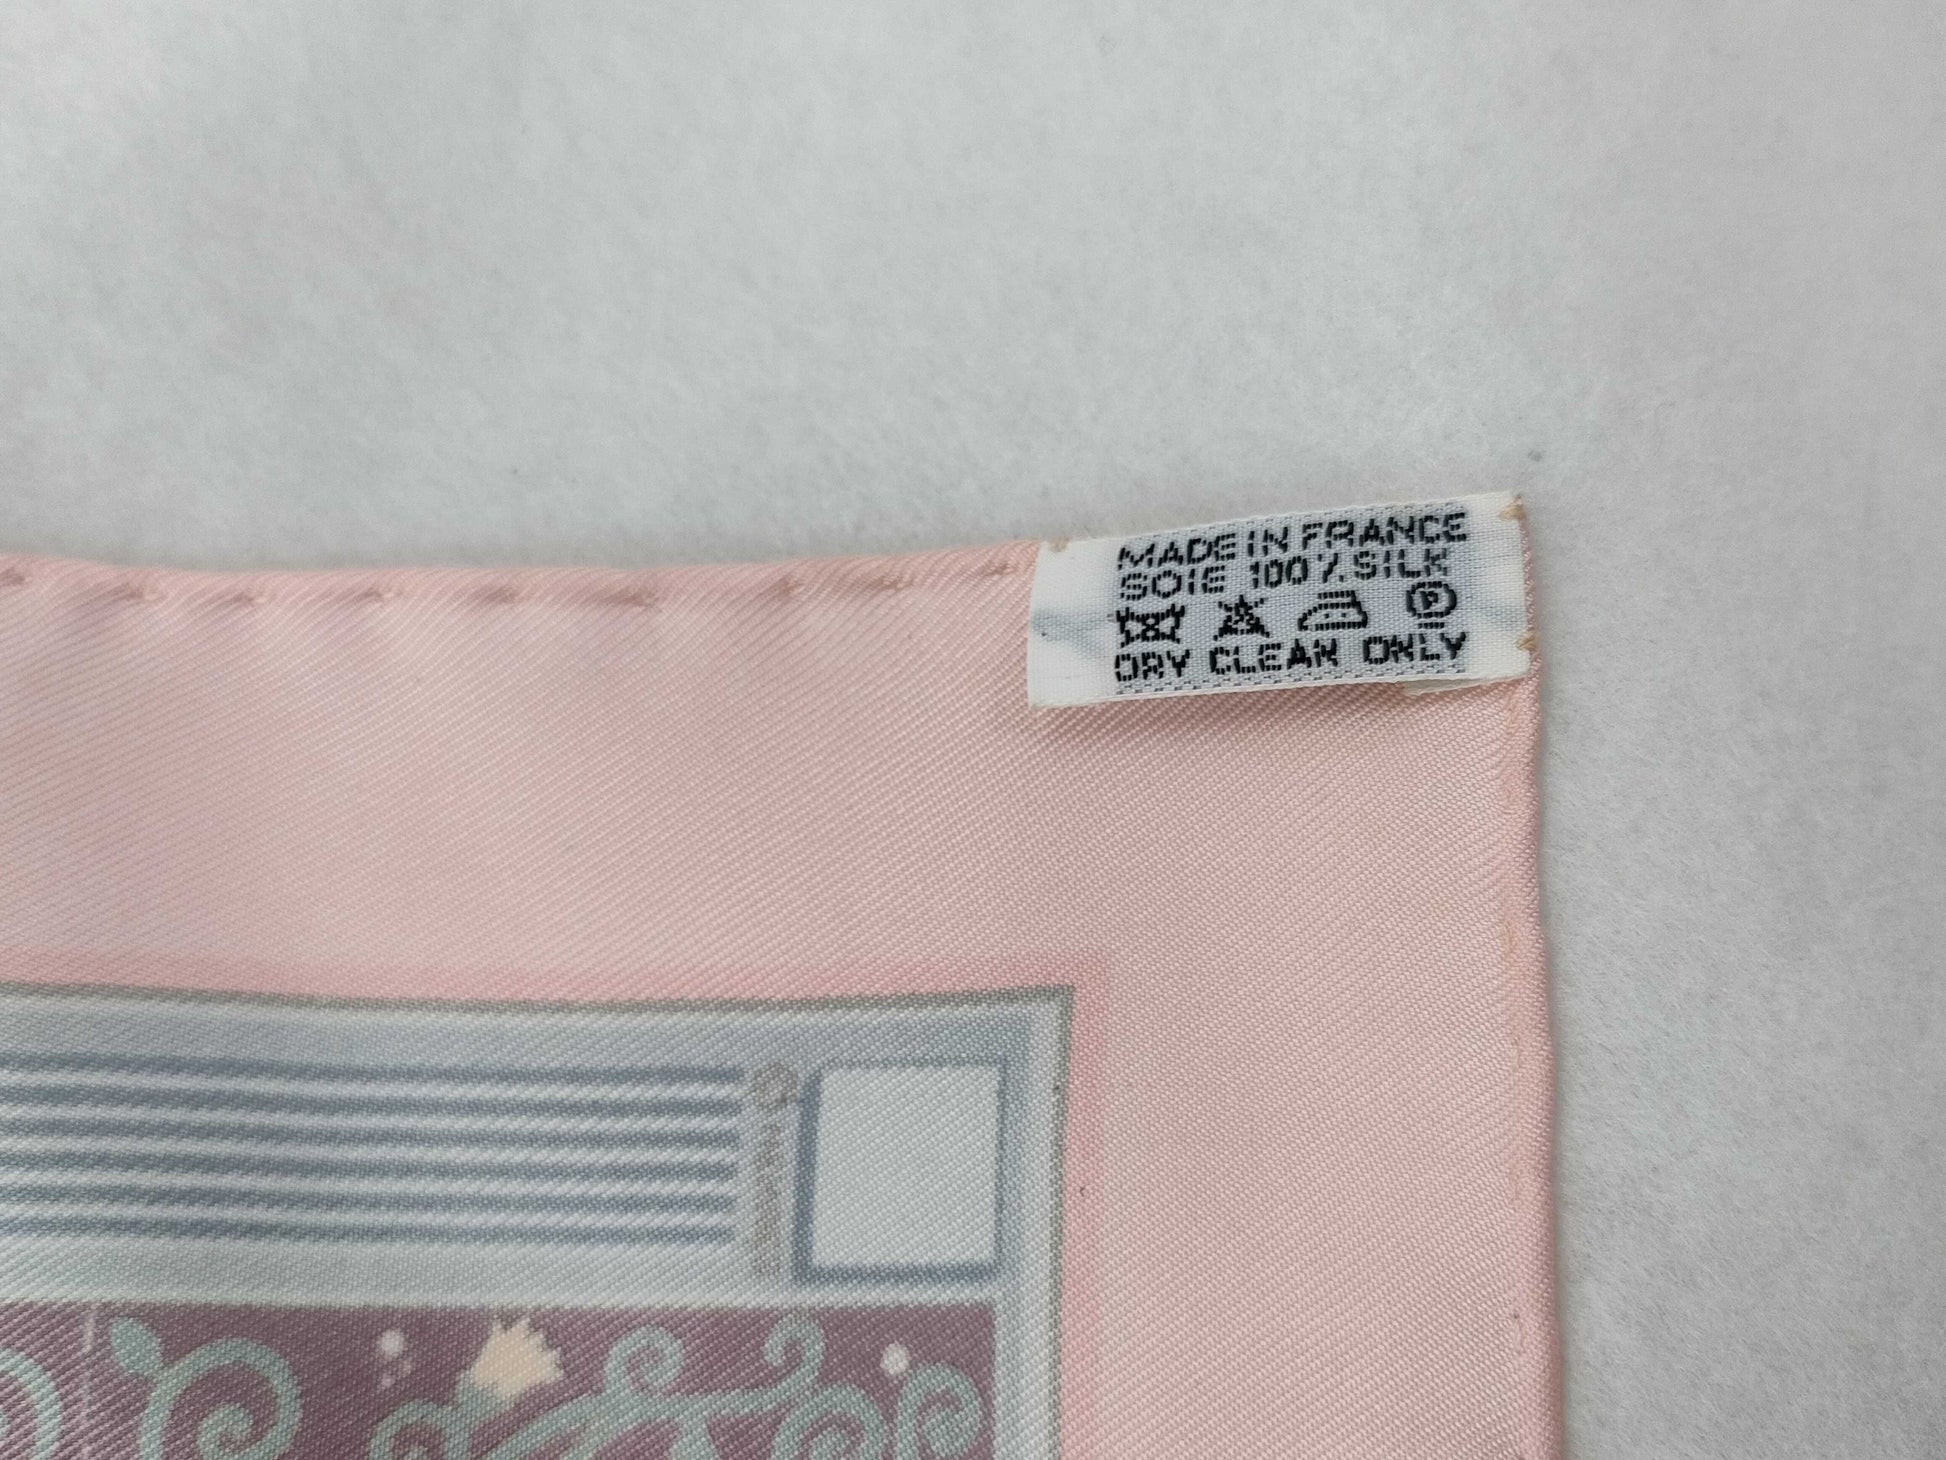 MADE IN FRANCE
SOIE 100% SILK
P
DRY CLEAN ONLY